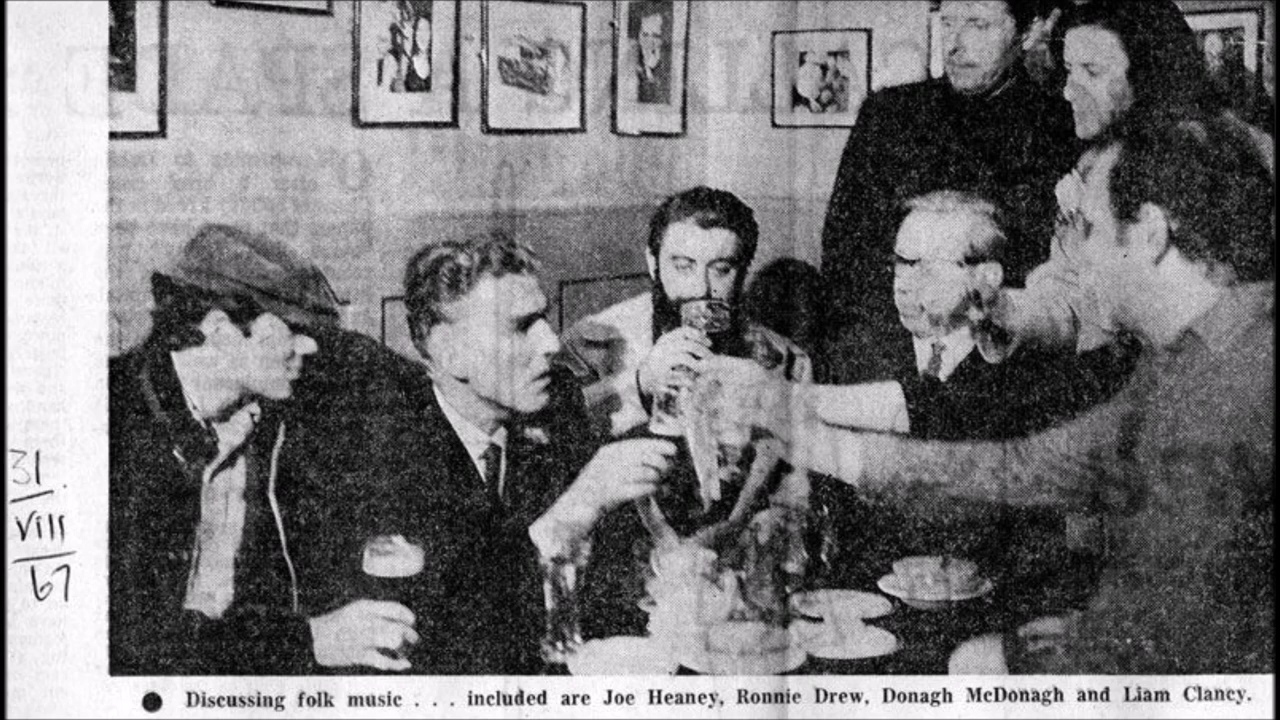 31.
VIII
67
Discussing folk music . . . included are Joe Heaney, Ronnie Drew, Donagh McDonagh and Liam Clancy.